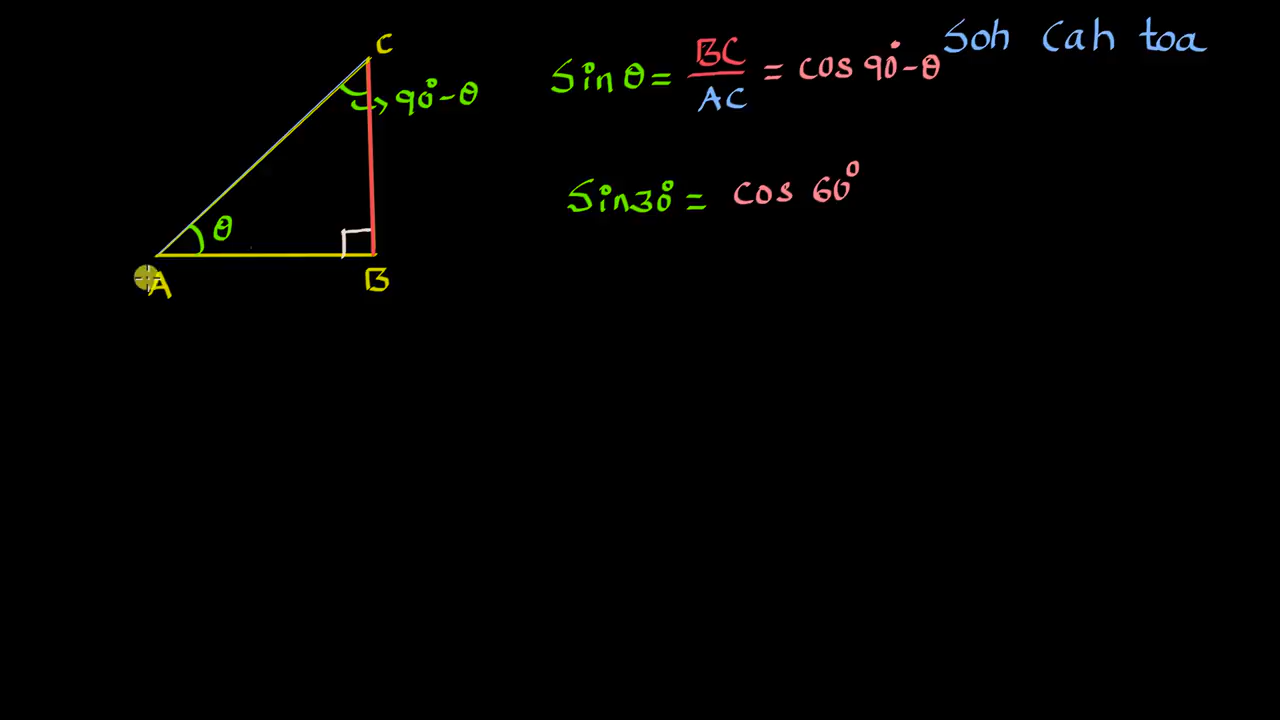 C
90°-θ
θ
A
B
Sin θ = BC/AC = cos 90°-θ
Soh Cah toa
Sin30° = cos 60°